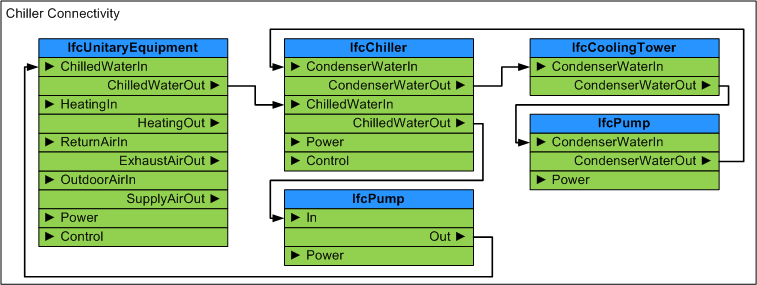 Chiller Connectivity
IfcUnitaryEquipment
► ChilledWaterIn
ChilledWaterOut ►
► HeatingIn
HeatingOut ►
► ReturnAirIn
ExhaustAirOut ►
► OutdoorAirIn
SupplyAirOut ►
► Power
► Control
IfcChiller
► CondenserWaterIn
CondenserWaterOut ►
► ChilledWaterIn
ChilledWaterOut ►
► Power
► Control
IfcPump
► In
Out ►
► Power
IfcCoolingTower
► CondenserWaterIn
CondenserWaterOut ►
IfcPump
► CondenserWaterIn
CondenserWaterOut ►
► Power